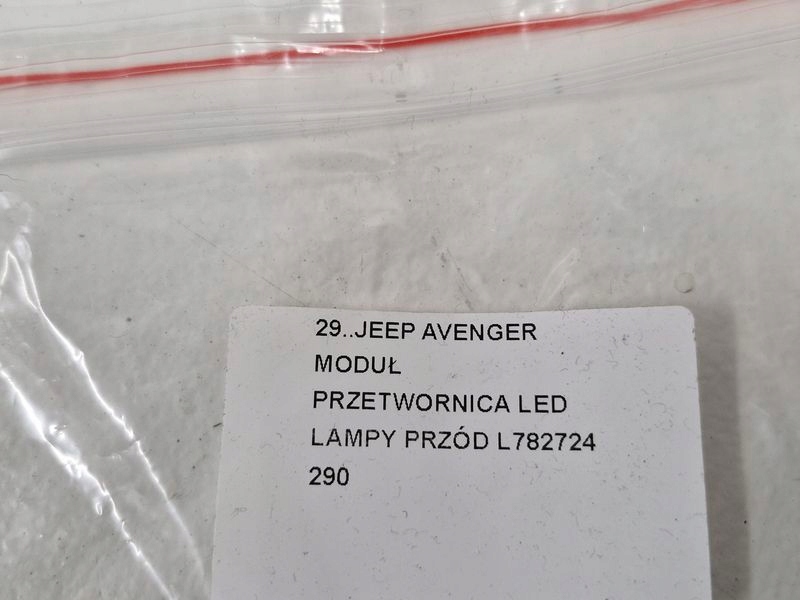 29..JEEP AVENGER
MODUŁ
PRZETWORNICA LED
LAMPY PRZÓD L782724
290